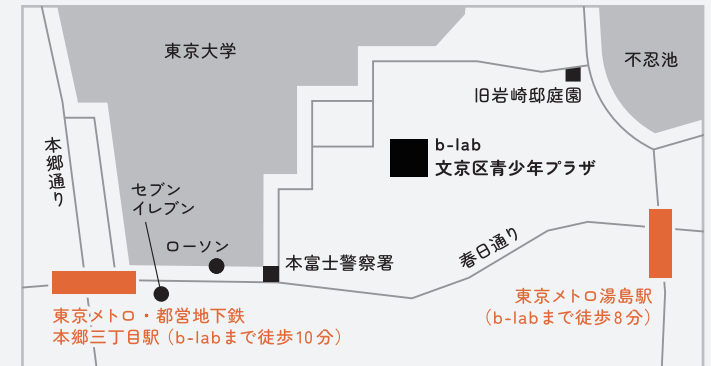 東京大学
不忍池
旧岩崎邸庭園
b-lab
文京区青少年プラザ
本郷通り
セブン
イレブン
ローソン
本富士警察署
春日通り
東京メトロ湯島駅
（b-labまで徒歩8分）
東京メトロ・都営地下鉄
本郷三丁目駅（b-labまで徒歩10分）